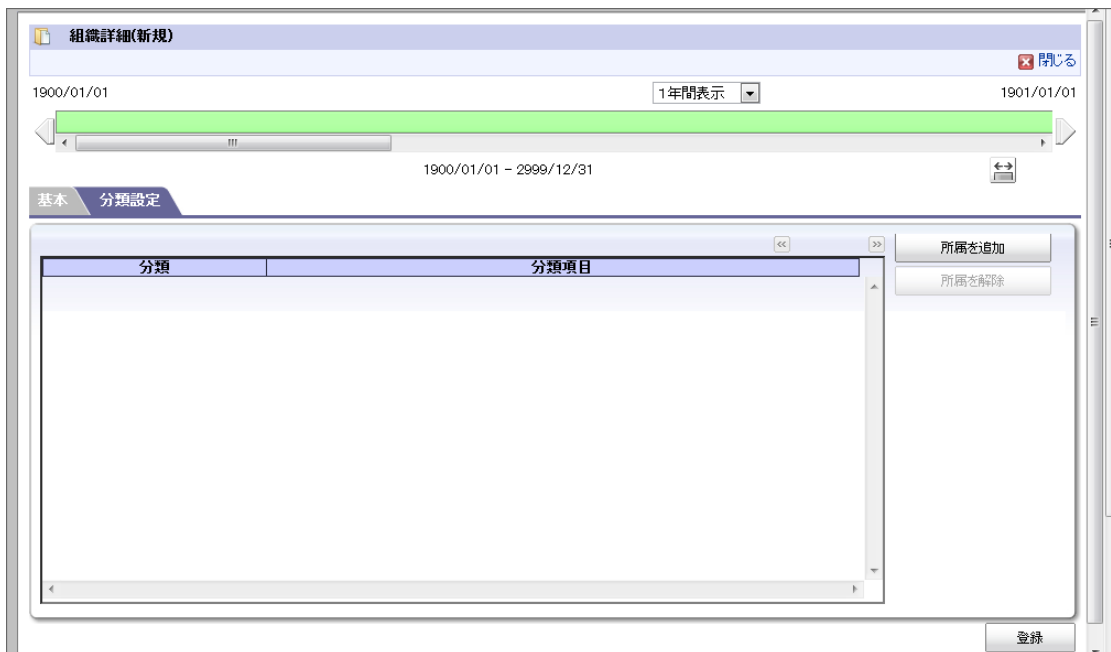 組織詳細(新規)
閉じる
1900/01/01 1年間表示 1901/01/01
1900/01/01 - 2999/12/31
基本 分類設定
所属を追加
分類 分類項目
所属を解除
登録